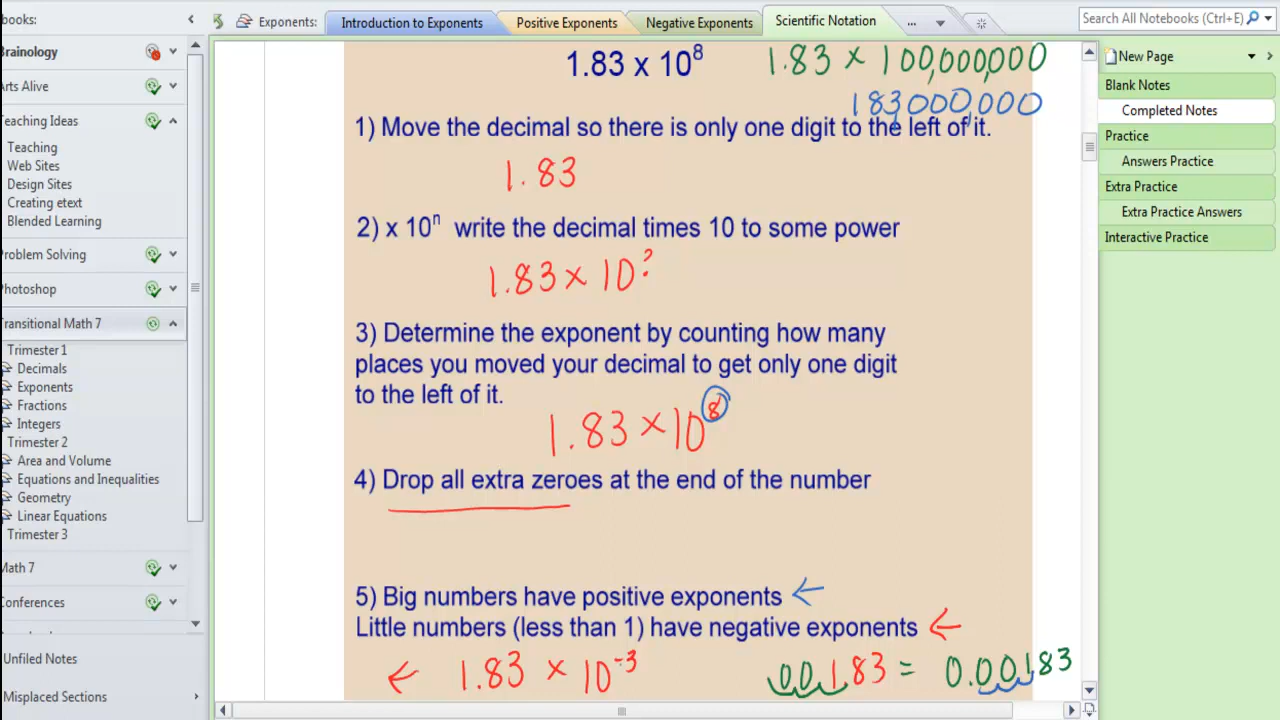 ooks:
Exponents:
Introduction to Exponents
Positive Exponents
Negative Exponents
Scientific Notation
...
Search All Notebooks (Ctrl+E)
Brainology
Arts Alive
Teaching Ideas
Teaching
Web Sites
Design Sites
Creating etext
Blended Learning
Problem Solving
Photoshop
Transitional Math 7
Trimester 1
Decimals
Exponents
Fractions
Integers
Trimester 2
Area and Volume
Equations and Inequalities
Geometry
Linear Equations
Trimester 3
Math 7
Conferences
Unfiled Notes
Misplaced Sections
1.83 x 10⁸
1.83 × 100,000,000
183,000,000
1) Move the decimal so there is only one digit to the left of it.
1.83
2) x 10ⁿ write the decimal times 10 to some power
1.83 × 10^?
3) Determine the exponent by counting how many
places you moved your decimal to get only one digit
to the left of it.
1.83 × 10⁸
4) Drop all extra zeroes at the end of the number
5) Big numbers have positive exponents ←
Little numbers (less than 1) have negative exponents ←
← 1.83 × 10⁻³ .001.83 = 0.00183
New Page
Blank Notes
Completed Notes
Practice
Answers Practice
Extra Practice
Extra Practice Answers
Interactive Practice